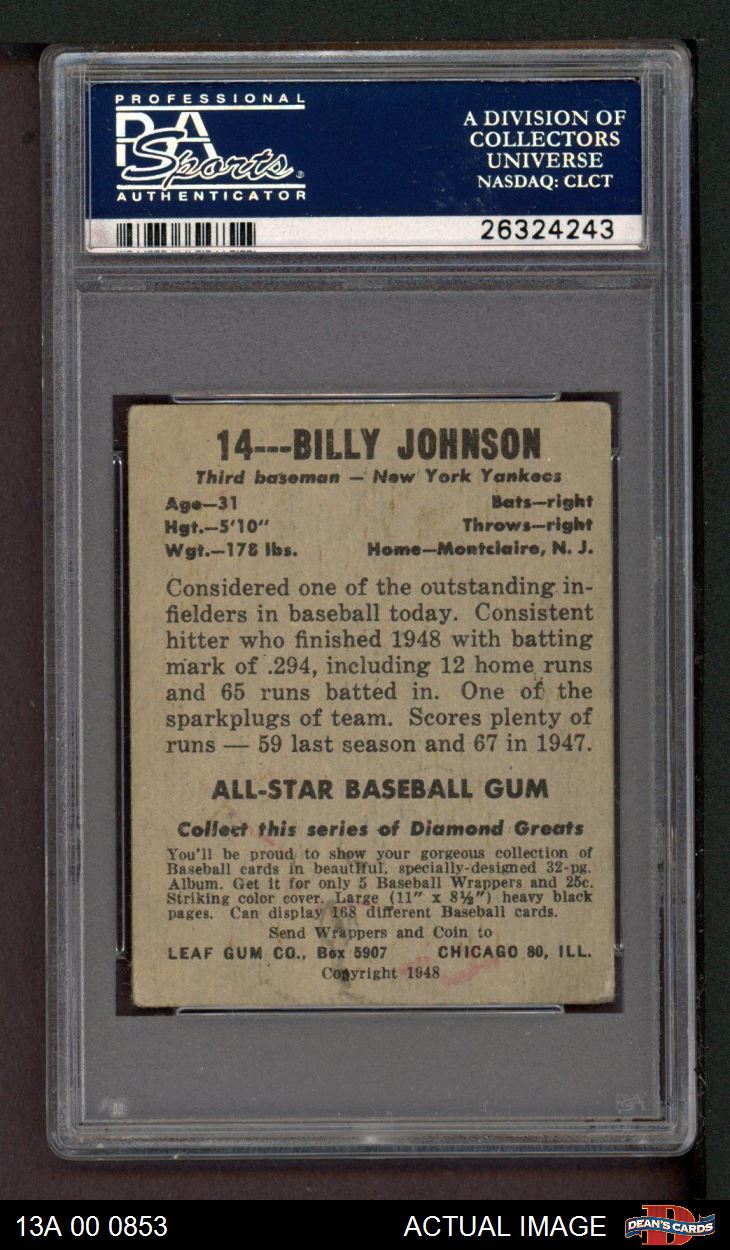 PROFESSIONAL
PSA
Sports
AUTHENTICATOR
A DIVISION OF
COLLECTORS
UNIVERSE
NASDAQ: CLCT
26324243
14---BILLY JOHNSON
Third baseman — New York Yankees
Age—31 Bats—right
Hgt.—5'10" Throws—right
Wgt.—178 lbs. Home—Montclaire, N. J.
Considered one of the outstanding in-
fielders in baseball today. Consistent
hitter who finished 1948 with batting
mark of .294, including 12 home runs
and 65 runs batted in. One of the
sparkplugs of team. Scores plenty of
runs — 59 last season and 67 in 1947.
ALL-STAR BASEBALL GUM
Collect this series of Diamond Greats
You'll be proud to show your gorgeous collection of
Baseball cards in beautiful, specially-designed 32-pg.
Album. Get it for only 5 Baseball Wrappers and 25c.
Striking color cover. Large (11" x 8½") heavy black
pages. Can display 168 different Baseball cards.
Send Wrappers and Coin to
LEAF GUM CO., Box 5907 CHICAGO 80, ILL.
Copyright 1948
13A 00 0853 ACTUAL IMAGE DEAN'S CARDS